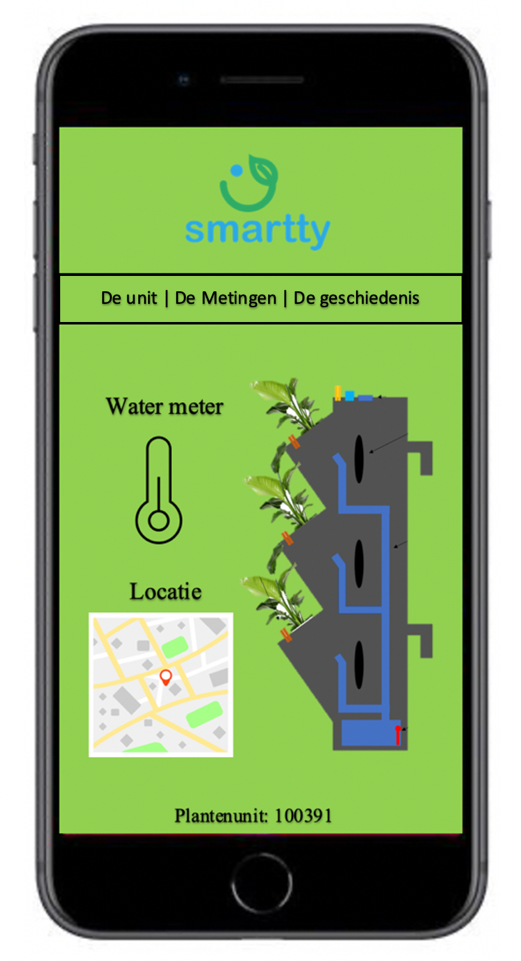 smartty
De unit | De Metingen | De geschiedenis
Water meter
Locatie
Plantenunit: 100391